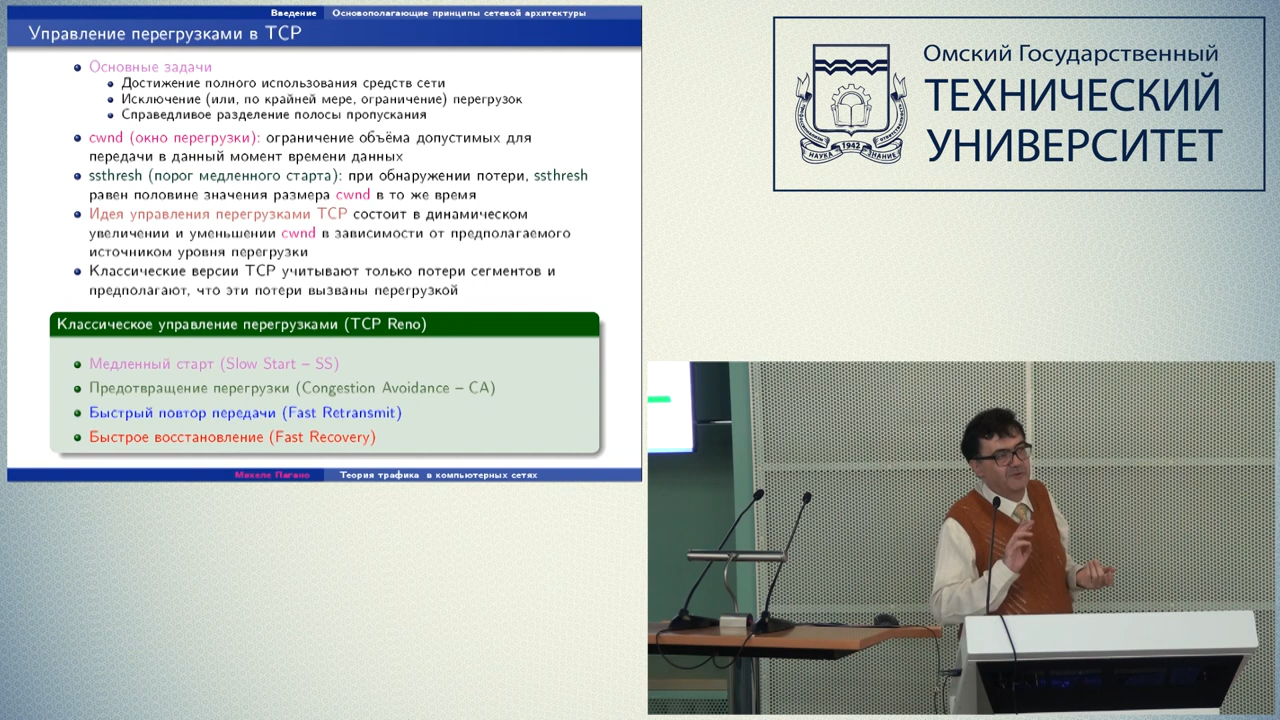 Введение Основополагающие принципы сетевой архитектуры
Управление перегрузками в TCP
Основные задачи
Достижение полного использования средств сети
Исключение (или, по крайней мере, ограничение) перегрузок
Справедливое разделение полосы пропускания
cwnd (окно перегрузки): ограничение объёма допустимых для
передачи в данный момент времени данных
ssthresh (порог медленного старта): при обнаружении потери, ssthresh
равен половине значения размера cwnd в то же время
Идея управления перегрузками TCP состоит в динамическом
увеличении и уменьшении cwnd в зависимости от предполагаемого
источником уровня перегрузки
Классические версии TCP учитывают только потери сегментов и
предполагают, что эти потери вызваны перегрузкой
Классическое управление перегрузками (TCP Reno)
Медленный старт (Slow Start – SS)
Предотвращение перегрузки (Congestion Avoidance – CA)
Быстрый повтор передачи (Fast Retransmit)
Быстрое восстановление (Fast Recovery)
Микеле Пагано Теория трафика в компьютерных сетях
Омский Государственный
ТЕХНИЧЕСКИЙ
УНИВЕРСИТЕТ
НАУКА 1942 ЗНАНИЕ